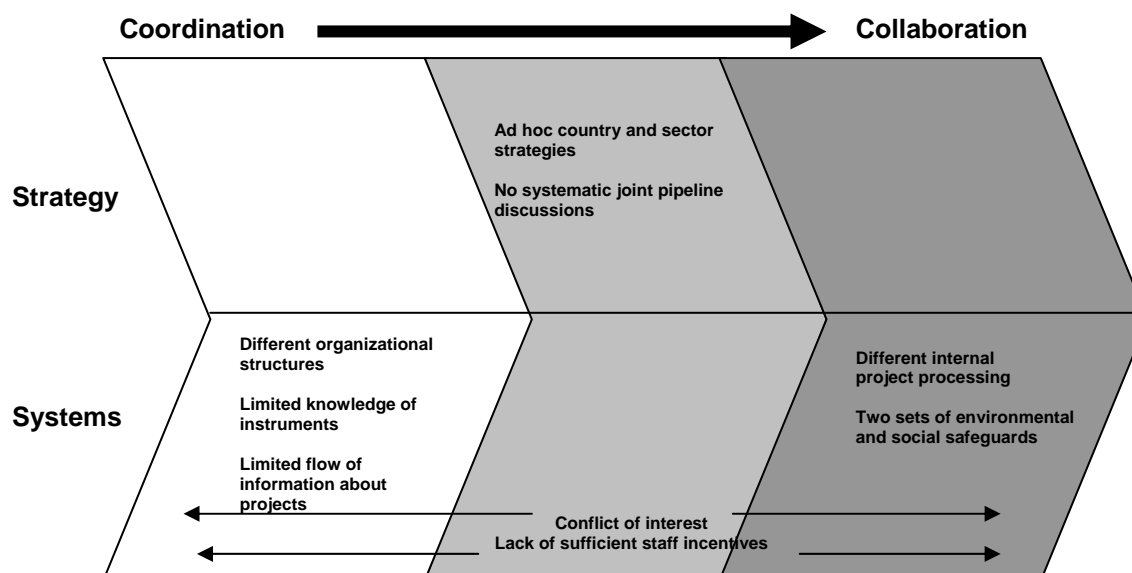 Coordination
Collaboration
Strategy
Ad hoc country and sector
strategies
No systematic joint pipeline
discussions
Systems
Different organizational
structures
Limited knowledge of
instruments
Limited flow of
information about
projects
Different internal
project processing
Two sets of environmental
and social safeguards
Conflict of interest
Lack of sufficient staff incentives